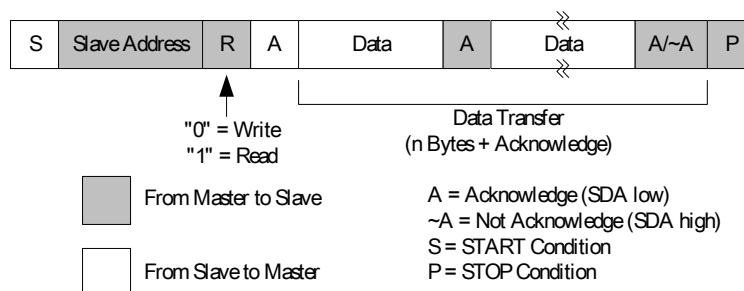 S Slave Address R A Data A Data A/~A P
"0" = Write
"1" = Read
Data Transfer
(n Bytes + Acknowledge)
From Master to Slave
From Slave to Master
A = Acknowledge (SDA low)
~A = Not Acknowledge (SDA high)
S = START Condition
P = STOP Condition